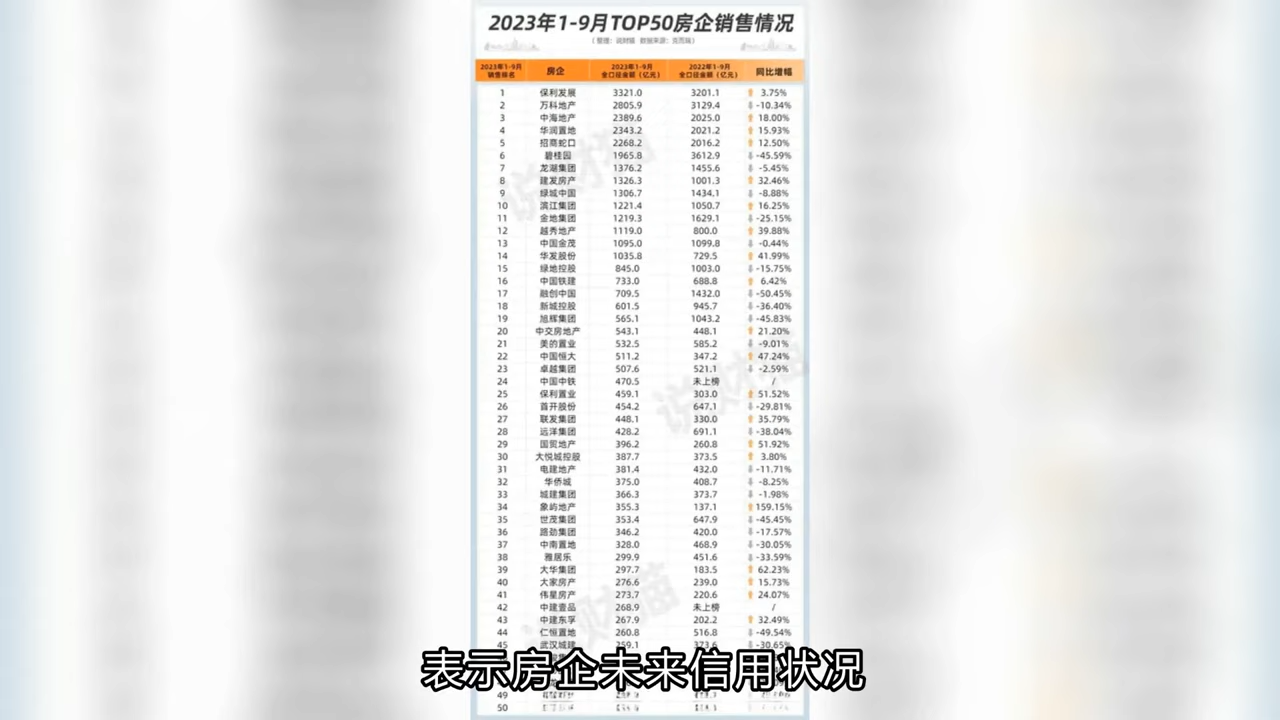 2023年1-9月TOP50房企销售情况
(整理：说财猫 数据来源：克而瑞)
2023年1-9月销售排名 房企 2023年1-9月全口径金额(亿元) 2022年1-9月全口径金额(亿元) 同比增幅
1 保利发展 3321.0 3201.1 3.75%
2 万科地产 2805.9 3129.4 -10.34%
3 中海地产 2389.6 2025.0 18.00%
4 华润置地 2343.2 2021.2 15.93%
5 招商蛇口 2268.2 2016.2 12.50%
6 碧桂园 1965.8 3612.9 -45.59%
7 龙湖集团 1376.2 1455.6 -5.45%
8 建发房产 1326.3 1001.3 32.46%
9 绿城中国 1306.7 1434.1 -8.88%
10 滨江集团 1221.4 1050.7 16.25%
11 金地集团 1219.3 1629.1 -25.15%
12 越秀地产 1119.0 800.0 39.88%
13 中国金茂 1095.0 1099.8 -0.44%
14 华发股份 1035.8 729.5 41.99%
15 绿地控股 845.0 1003.0 -15.75%
16 中国铁建 733.0 688.8 6.42%
17 融创中国 709.5 1432.0 -50.45%
18 新城控股 601.5 945.7 -36.40%
19 旭辉集团 565.1 1043.2 -45.83%
20 中交房地产 543.1 448.1 21.20%
21 美的置业 532.5 585.2 -9.01%
22 中国恒大 511.2 347.2 47.24%
23 卓越集团 507.6 521.1 -2.59%
24 中国中铁 470.5 未上榜 /
25 保利置业 459.1 303.0 51.52%
26 首开股份 454.2 647.1 -29.81%
27 联发集团 448.1 330.0 35.79%
28 远洋集团 428.2 691.1 -38.04%
29 国贸地产 396.2 260.8 51.92%
30 大悦城控股 387.7 373.5 3.80%
31 电建地产 381.4 432.0 -11.71%
32 华侨城 375.0 408.7 -8.25%
33 城建集团 366.3 373.7 -1.98%
34 象屿地产 355.3 137.1 159.15%
35 世茂集团 353.4 647.9 -45.45%
36 路劲集团 346.2 420.0 -17.57%
37 中南置地 328.0 468.9 -30.05%
38 雅居乐 299.9 451.6 -33.59%
39 大华集团 297.7 183.5 62.23%
40 大家房产 276.6 239.0 15.73%
41 伟星房产 273.7 220.6 24.07%
42 中建壹品 268.9 未上榜 /
43 中建东孚 267.9 202.2 32.49%
44 仁恒置地 260.8 516.8 -49.54%
45 武汉城建 259.1 373.6 -30.65%
表示房企未来信用状况
49
50